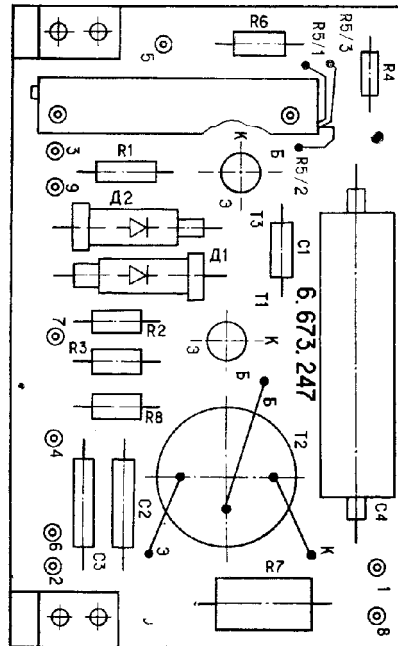 R6
R5/1
R5/3
R4
5
К
Б
R5/2
3
R1
9
Э
Д2
Т3
С1
Д1
Т1
6.673.247
7
R2
К
R3
Э
Б
Б
R8
Т2
4
С2
С3
С4
6
2
Э
К
R7
1
8